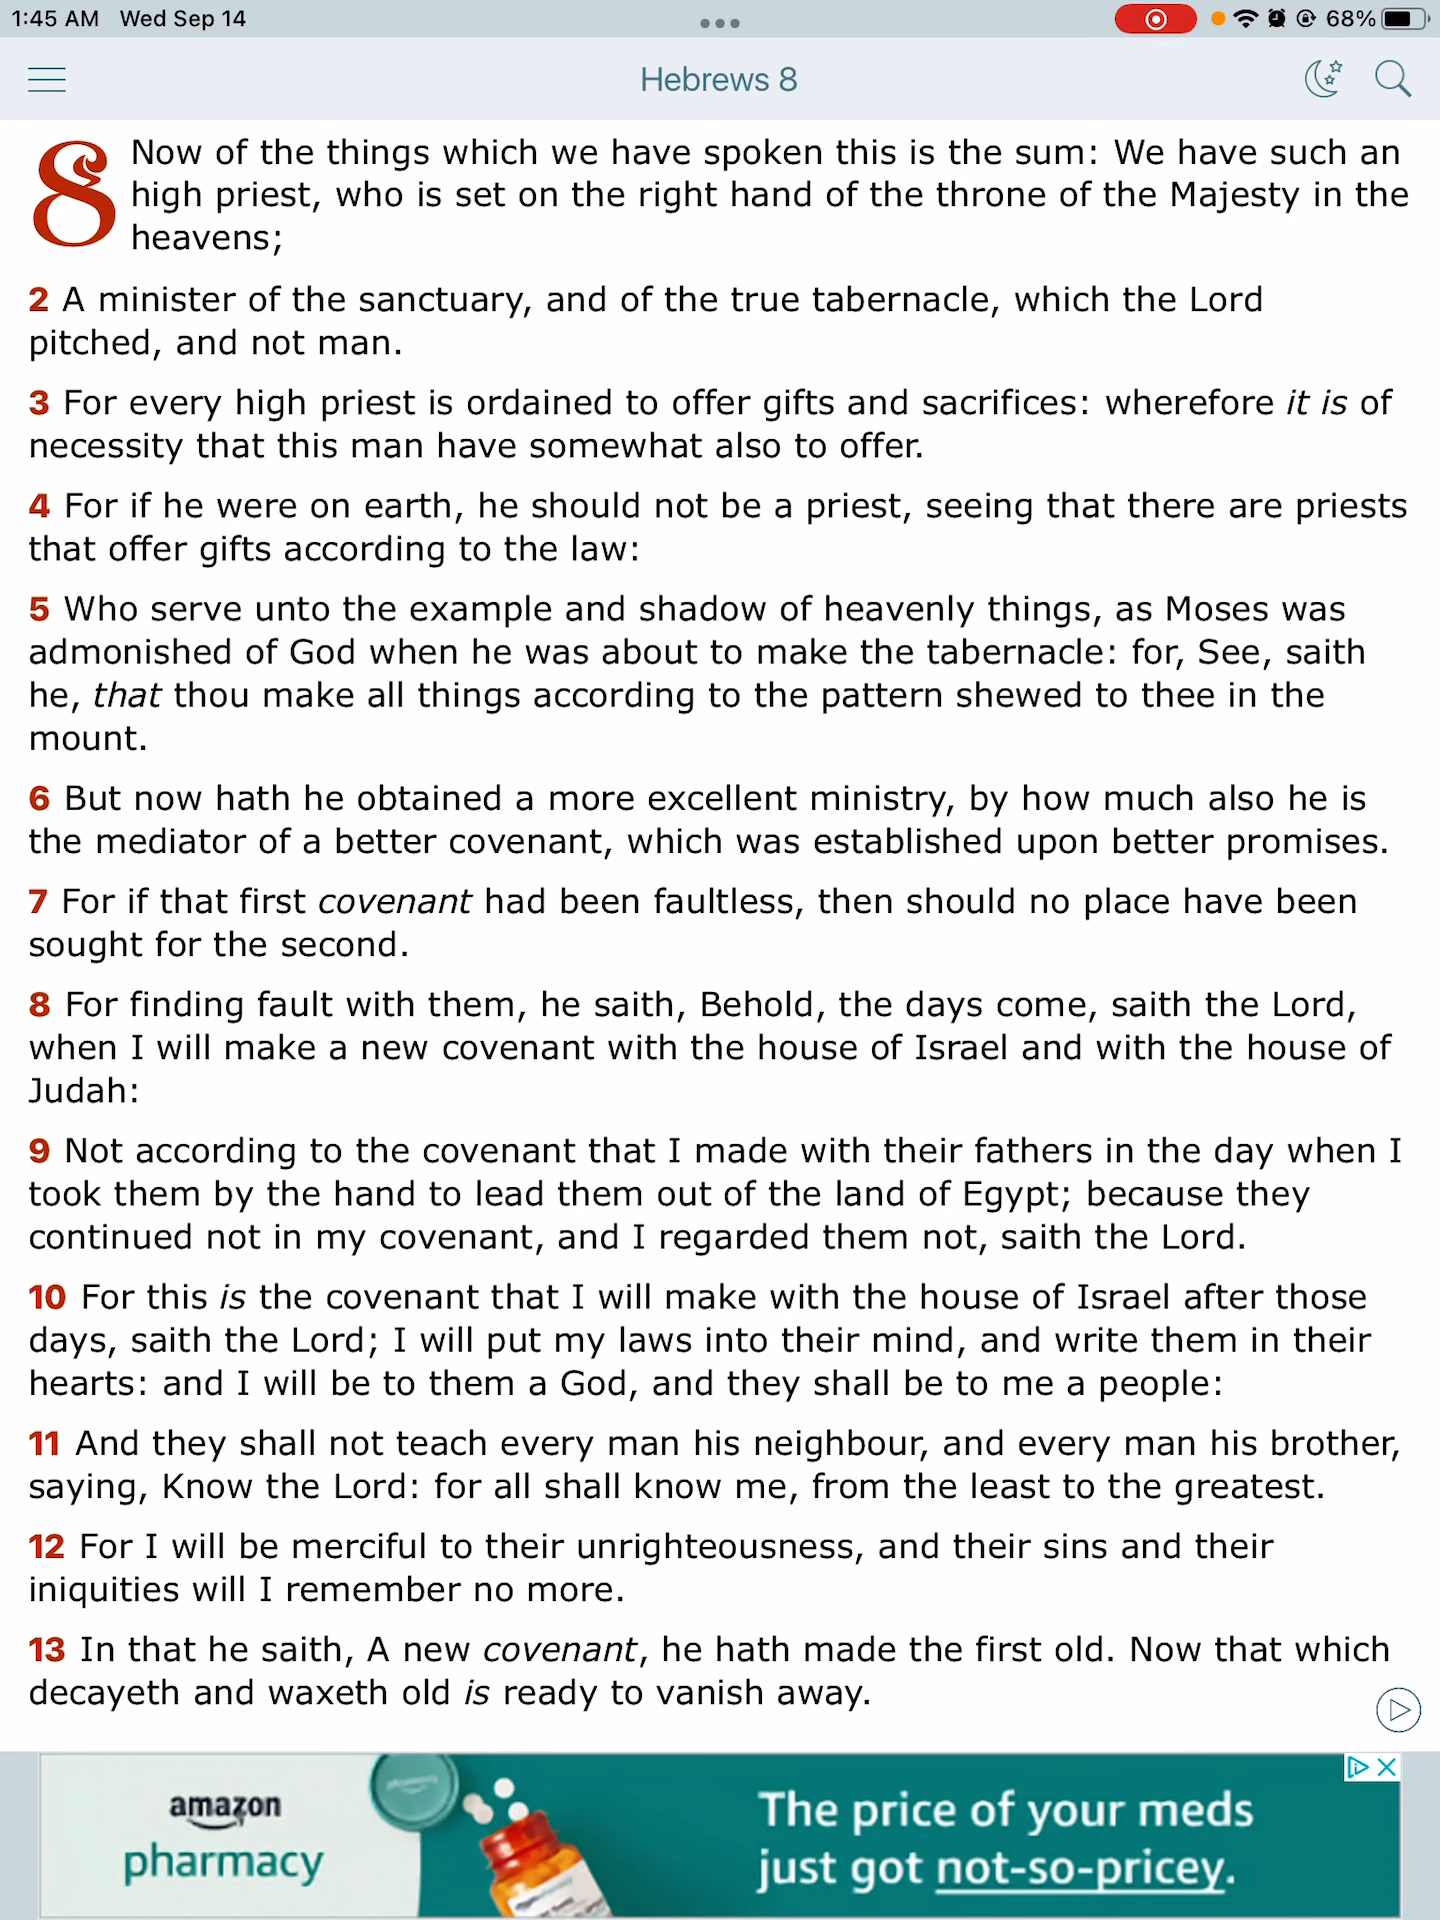 1:45 AM Wed Sep 14
68%
Hebrews 8
8 Now of the things which we have spoken this is the sum: We have such an
high priest, who is set on the right hand of the throne of the Majesty in the
heavens;
2 A minister of the sanctuary, and of the true tabernacle, which the Lord
pitched, and not man.
3 For every high priest is ordained to offer gifts and sacrifices: wherefore it is of
necessity that this man have somewhat also to offer.
4 For if he were on earth, he should not be a priest, seeing that there are priests
that offer gifts according to the law:
5 Who serve unto the example and shadow of heavenly things, as Moses was
admonished of God when he was about to make the tabernacle: for, See, saith
he, that thou make all things according to the pattern shewed to thee in the
mount.
6 But now hath he obtained a more excellent ministry, by how much also he is
the mediator of a better covenant, which was established upon better promises.
7 For if that first covenant had been faultless, then should no place have been
sought for the second.
8 For finding fault with them, he saith, Behold, the days come, saith the Lord,
when I will make a new covenant with the house of Israel and with the house of
Judah:
9 Not according to the covenant that I made with their fathers in the day when I
took them by the hand to lead them out of the land of Egypt; because they
continued not in my covenant, and I regarded them not, saith the Lord.
10 For this is the covenant that I will make with the house of Israel after those
days, saith the Lord; I will put my laws into their mind, and write them in their
hearts: and I will be to them a God, and they shall be to me a people:
11 And they shall not teach every man his neighbour, and every man his brother,
saying, Know the Lord: for all shall know me, from the least to the greatest.
12 For I will be merciful to their unrighteousness, and their sins and their
iniquities will I remember no more.
13 In that he saith, A new covenant, he hath made the first old. Now that which
decayeth and waxeth old is ready to vanish away.
amazon
pharmacy
The price of your meds
just got not-so-pricey.